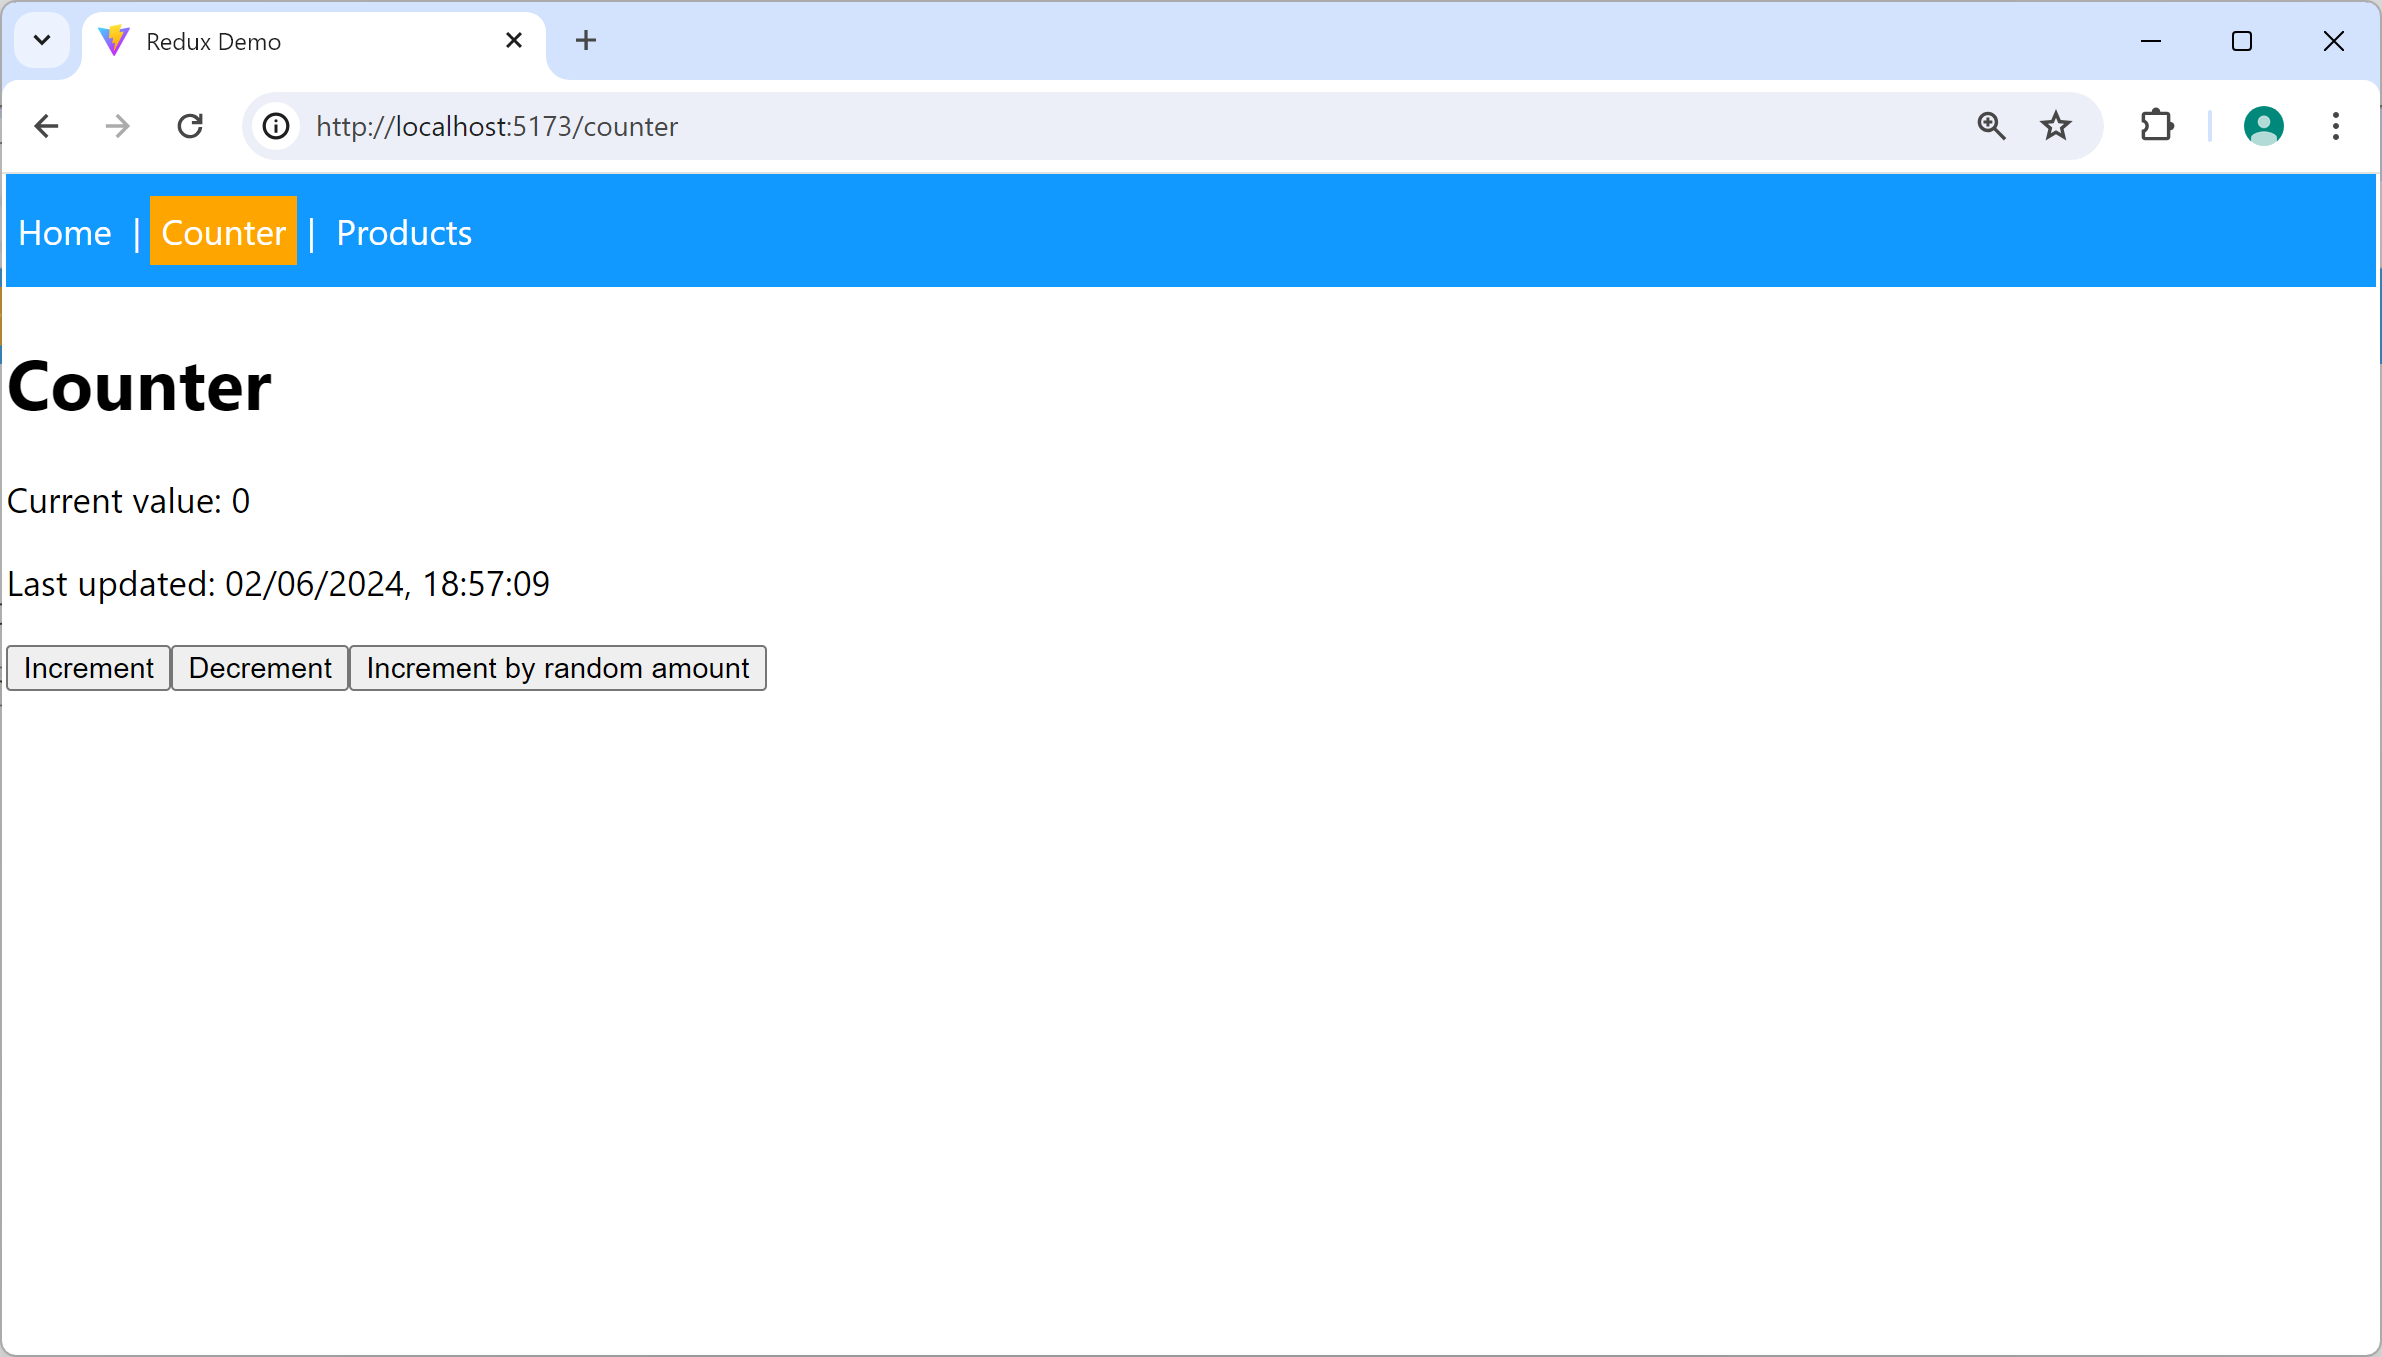 Redux Demo
http://localhost:5173/counter
Home | Counter | Products
Counter
Current value: 0
Last updated: 02/06/2024, 18:57:09
Increment Decrement Increment by random amount